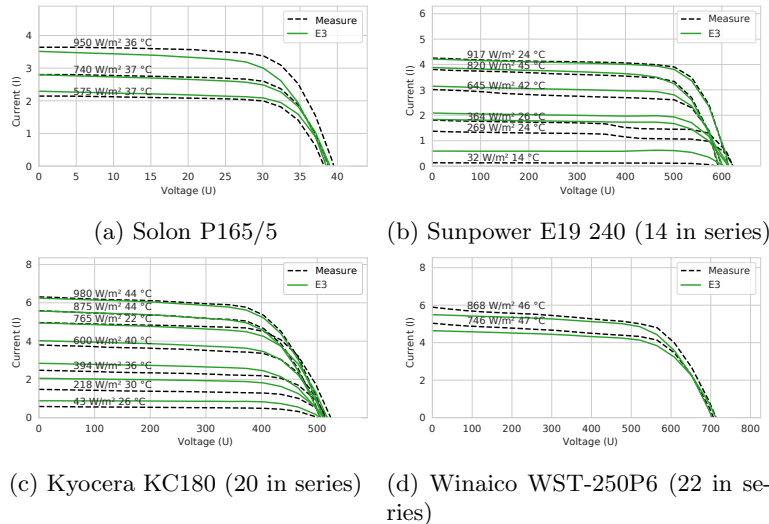 5
4
3
2
1
0
Current (I)
950 W/m² 36 °C
740 W/m² 37 °C
575 W/m² 37 °C
Measure
E3
0 5 10 15 20 25 30 35 40
Voltage (U)
(a) Solon P165/5
6
5
4
3
2
1
0
Current (I)
917 W/m² 24 °C
820 W/m² 45 °C
645 W/m² 42 °C
364 W/m² 26 °C
269 W/m² 24 °C
32 W/m² 14 °C
Measure
E3
0 100 200 300 400 500 600
Voltage (U)
(b) Sunpower E19 240 (14 in series)
8
6
4
2
0
Current (I)
980 W/m² 44 °C
875 W/m² 44 °C
765 W/m² 22 °C
600 W/m² 40 °C
394 W/m² 36 °C
218 W/m² 30 °C
43 W/m² 26 °C
Measure
E3
0 100 200 300 400 500
Voltage (U)
(c) Kyocera KC180 (20 in series)
8
6
4
2
0
Current (I)
868 W/m² 46 °C
746 W/m² 47 °C
Measure
E3
0 100 200 300 400 500 600 700 800
Voltage (U)
(d) Winaico WST-250P6 (22 in se-
ries)